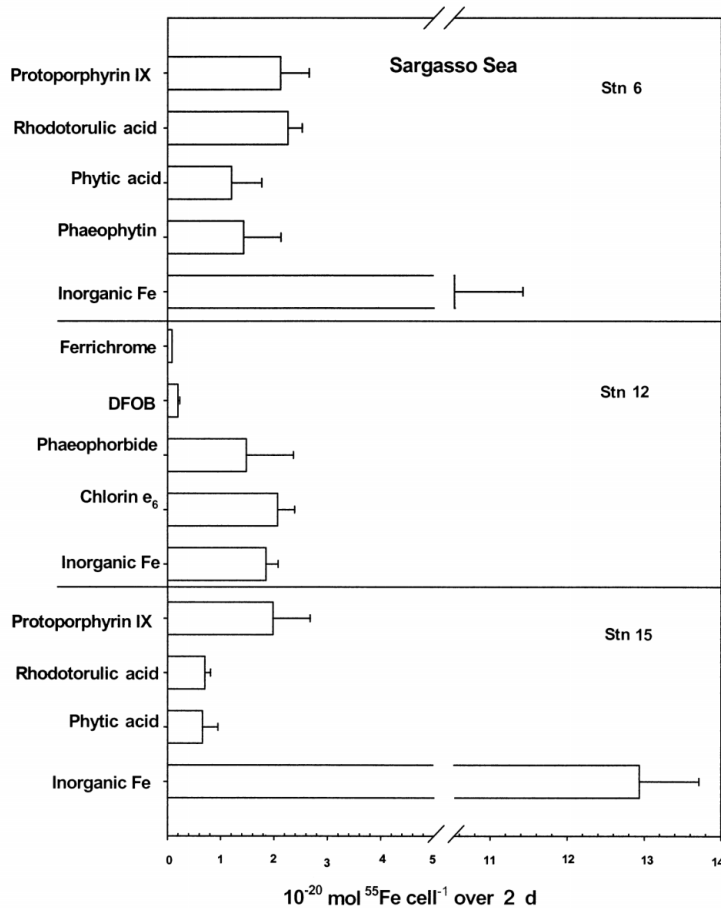 Sargasso Sea
Stn 6
Protoporphyrin IX
Rhodotorulic acid
Phytic acid
Phaeophytin
Inorganic Fe
Stn 12
Ferrichrome
DFOB
Phaeophorbide
Chlorin e₆
Inorganic Fe
Stn 15
Protoporphyrin IX
Rhodotorulic acid
Phytic acid
Inorganic Fe
0 1 2 3 4 5 11 12 13 14
10⁻²⁰ mol ⁵⁵Fe cell⁻¹ over 2 d